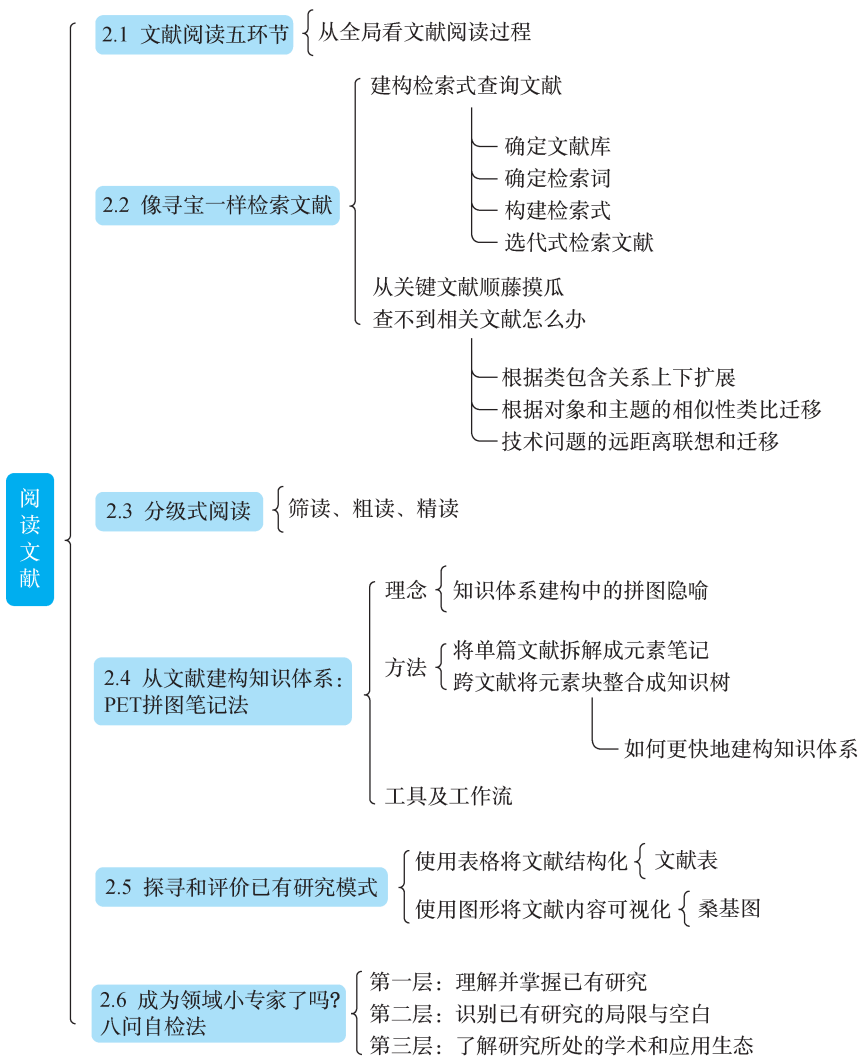 阅读文献
2.1 文献阅读五环节
从全局看文献阅读过程
2.2 像寻宝一样检索文献
建构检索式查询文献
确定文献库
确定检索词
构建检索式
选代式检索文献
从关键文献顺藤摸瓜
查不到相关文献怎么办
根据类包含关系上下扩展
根据对象和主题的相似性类比迁移
技术问题的远距离联想和迁移
2.3 分级式阅读
筛读、粗读、精读
2.4 从文献建构知识体系：
PET拼图笔记法
理念
知识体系建构中的拼图隐喻
方法
将单篇文献拆解成元素笔记
跨文献将元素块整合成知识树
如何更快地建构知识体系
工具及工作流
2.5 探寻和评价已有研究模式
使用表格将文献结构化
文献表
使用图形将文献内容可视化
桑基图
2.6 成为领域小专家了吗?
八问自检法
第一层：理解并掌握已有研究
第二层：识别已有研究的局限与空白
第三层：了解研究所处的学术和应用生态